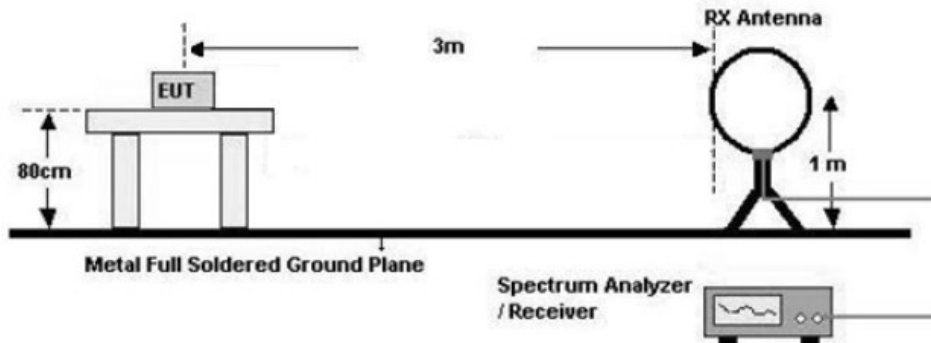 RX Antenna
3m
EUT
80cm
1 m
Metal Full Soldered Ground Plane
Spectrum Analyzer
/ Receiver